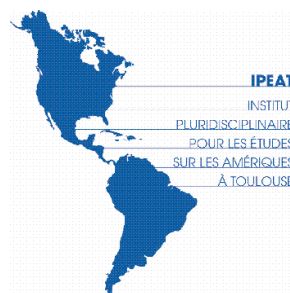 IPEAT
INSTITUT
PLURIDISCIPLINAIRE
POUR LES ÉTUDES
SUR LES AMÉRIQUES
À TOULOUSE